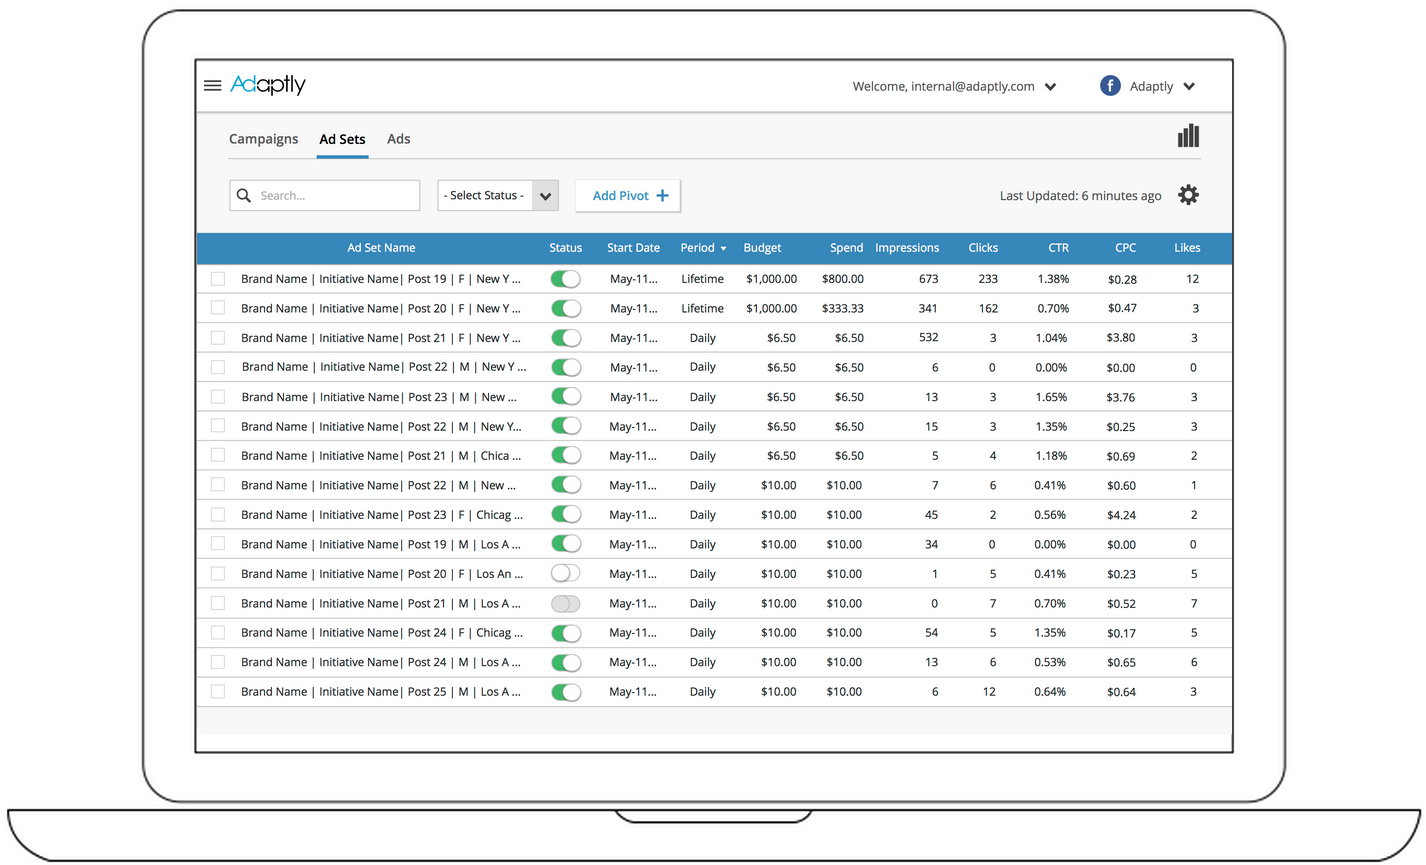 Adaptly Welcome, internal@adaptly.com f Adaptly
Campaigns Ad Sets Ads
Search... - Select Status - Add Pivot + Last Updated: 6 minutes ago
Ad Set Name Status Start Date Period Budget Spend Impressions Clicks CTR CPC Likes
Brand Name | Initiative Name| Post 19 | F | New Y ... May-11... Lifetime $1,000.00 $800.00 673 233 1.38% $0.28 12
Brand Name | Initiative Name| Post 20 | F | New Y ... May-11... Lifetime $1,000.00 $333.33 341 162 0.70% $0.47 3
Brand Name | Initiative Name| Post 21 | F | New Y ... May-11... Daily $6.50 $6.50 532 3 1.04% $3.80 3
Brand Name | Initiative Name| Post 22 | M | New Y ... May-11... Daily $6.50 $6.50 6 0 0.00% $0.00 0
Brand Name | Initiative Name| Post 23 | M | New ... May-11... Daily $6.50 $6.50 13 3 1.65% $3.76 3
Brand Name | Initiative Name| Post 22 | M | New Y... May-11... Daily $6.50 $6.50 15 3 1.35% $0.25 3
Brand Name | Initiative Name| Post 21 | M | Chica ... May-11... Daily $6.50 $6.50 5 4 1.18% $0.69 2
Brand Name | Initiative Name| Post 22 | M | New ... May-11... Daily $10.00 $10.00 7 6 0.41% $0.60 1
Brand Name | Initiative Name| Post 23 | F | Chicag ... May-11... Daily $10.00 $10.00 45 2 0.56% $4.24 2
Brand Name | Initiative Name| Post 19 | M | Los A ... May-11... Daily $10.00 $10.00 34 0 0.00% $0.00 0
Brand Name | Initiative Name| Post 20 | F | Los An ... May-11... Daily $10.00 $10.00 1 5 0.41% $0.23 5
Brand Name | Initiative Name| Post 21 | M | Los A ... May-11... Daily $10.00 $10.00 0 7 0.70% $0.52 7
Brand Name | Initiative Name| Post 24 | F | Chicag ... May-11... Daily $10.00 $10.00 54 5 1.35% $0.17 5
Brand Name | Initiative Name| Post 24 | M | Los A ... May-11... Daily $10.00 $10.00 13 6 0.53% $0.65 6
Brand Name | Initiative Name| Post 25 | M | Los A ... May-11... Daily $10.00 $10.00 6 12 0.64% $0.64 3